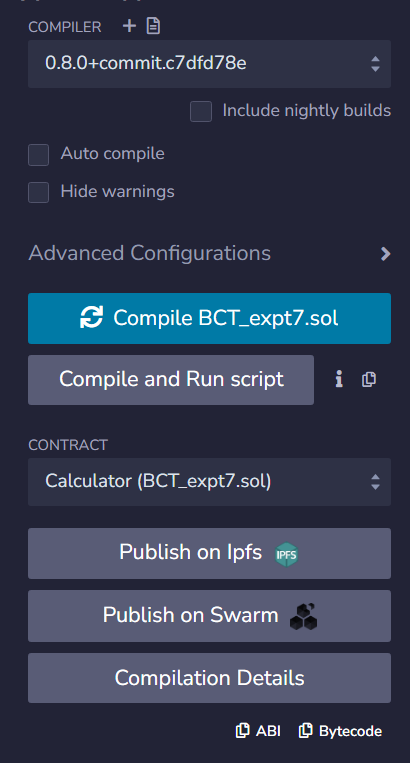 COMPILER
0.8.0+commit.c7dfd78e
Include nightly builds
Auto compile
Hide warnings
Advanced Configurations
Compile BCT_expt7.sol
Compile and Run script
CONTRACT
Calculator (BCT_expt7.sol)
Publish on Ipfs IPFS
Publish on Swarm
Compilation Details
ABI Bytecode